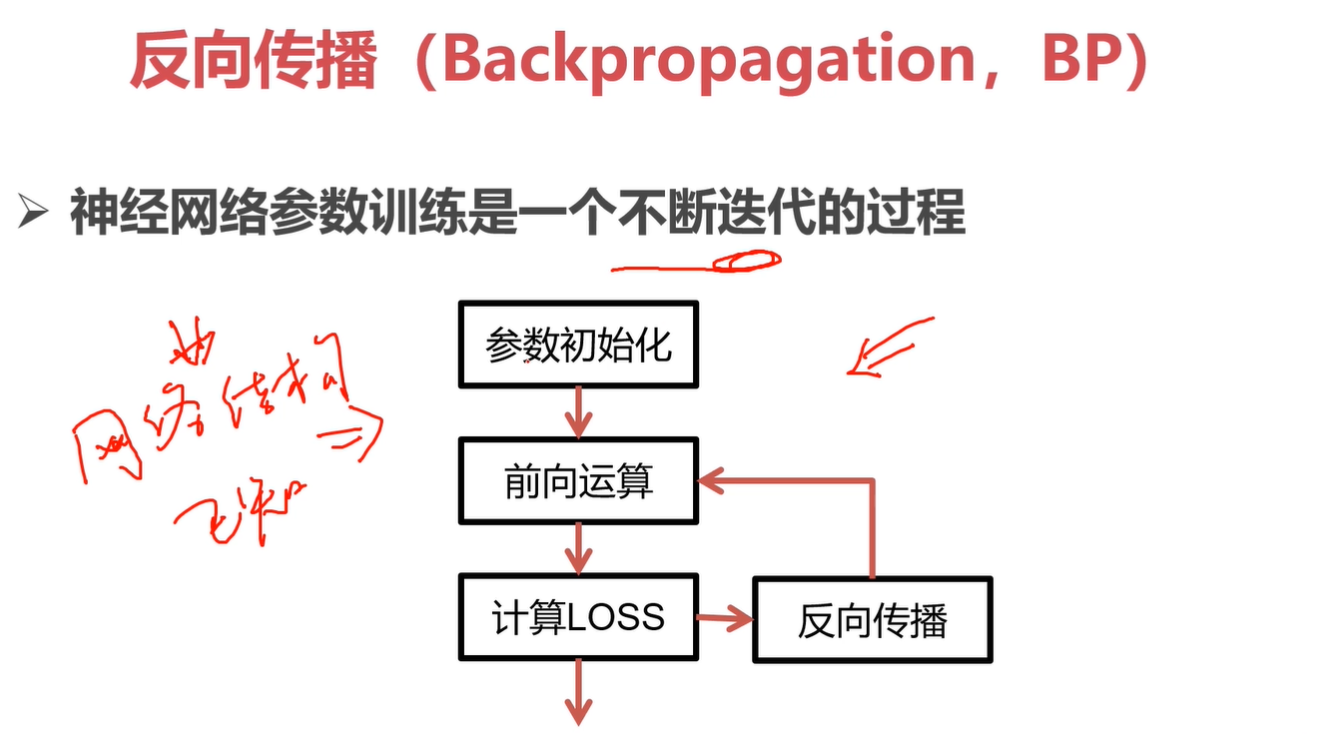 反向传播（Backpropagation，BP）
➢ 神经网络参数训练是一个不断迭代的过程
参数初始化
网络结构
已知
前向运算
计算LOSS
反向传播